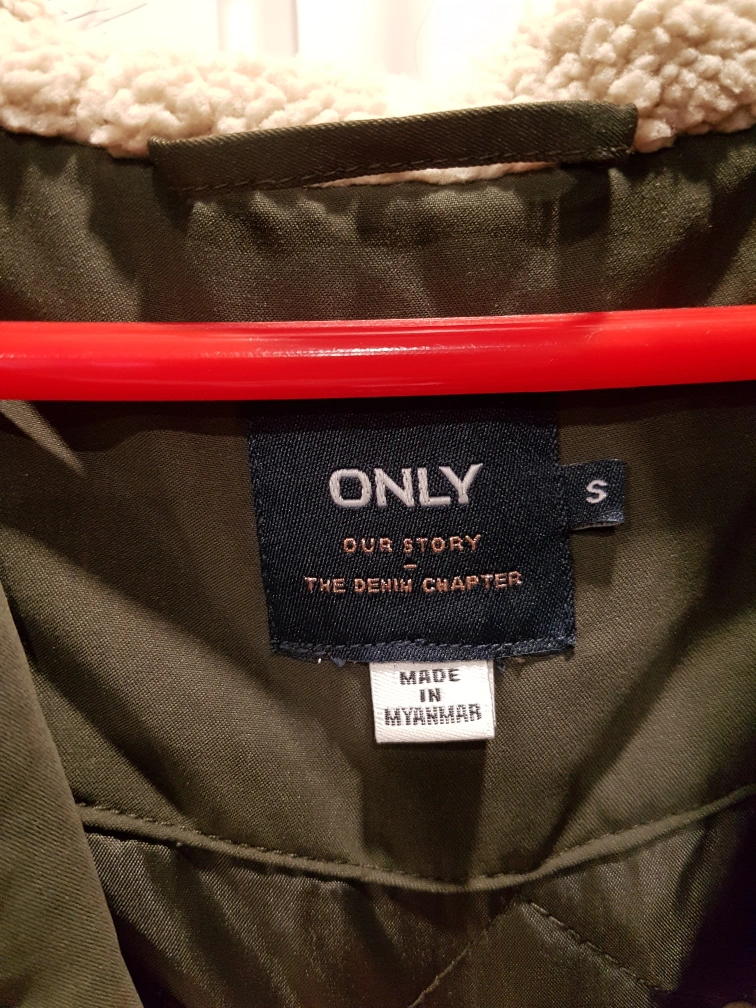 ONLY
S
OUR STORY
–
THE DENIM CHAPTER
MADE
IN
MYANMAR